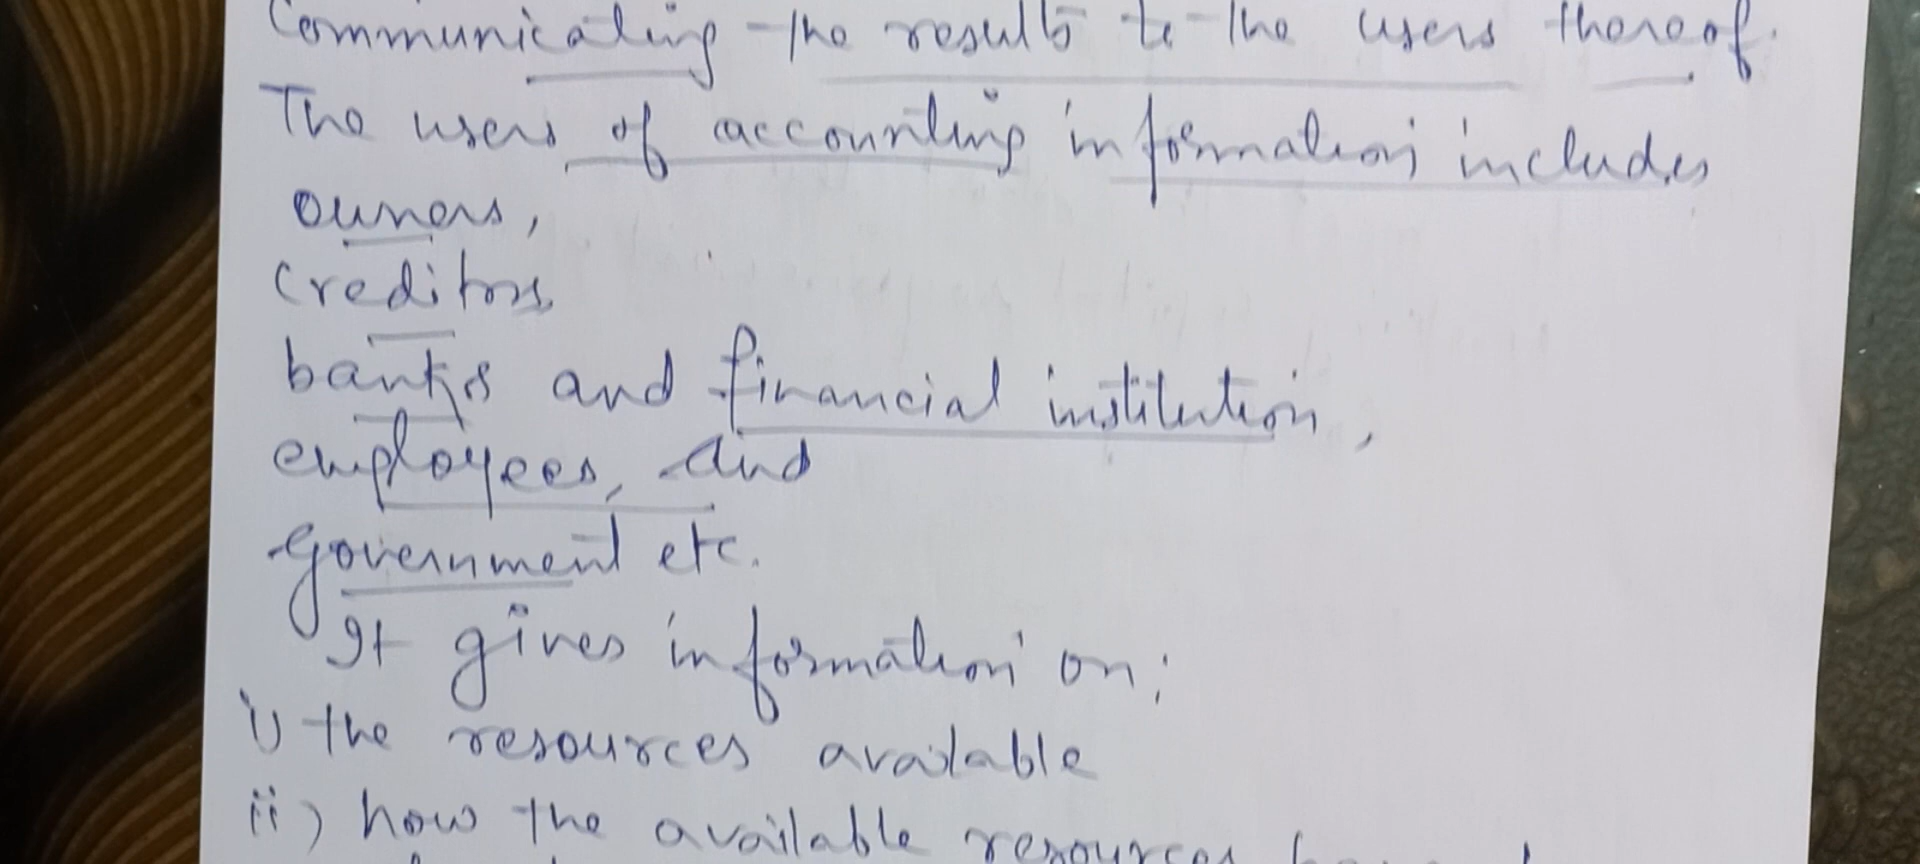 Communicating the results to the users thereof.
The users of accounting information includes
owners,
creditors
banks and financial institution,
employees, and
government etc.
It gives information on;
i) the resources available
ii) how the available resources